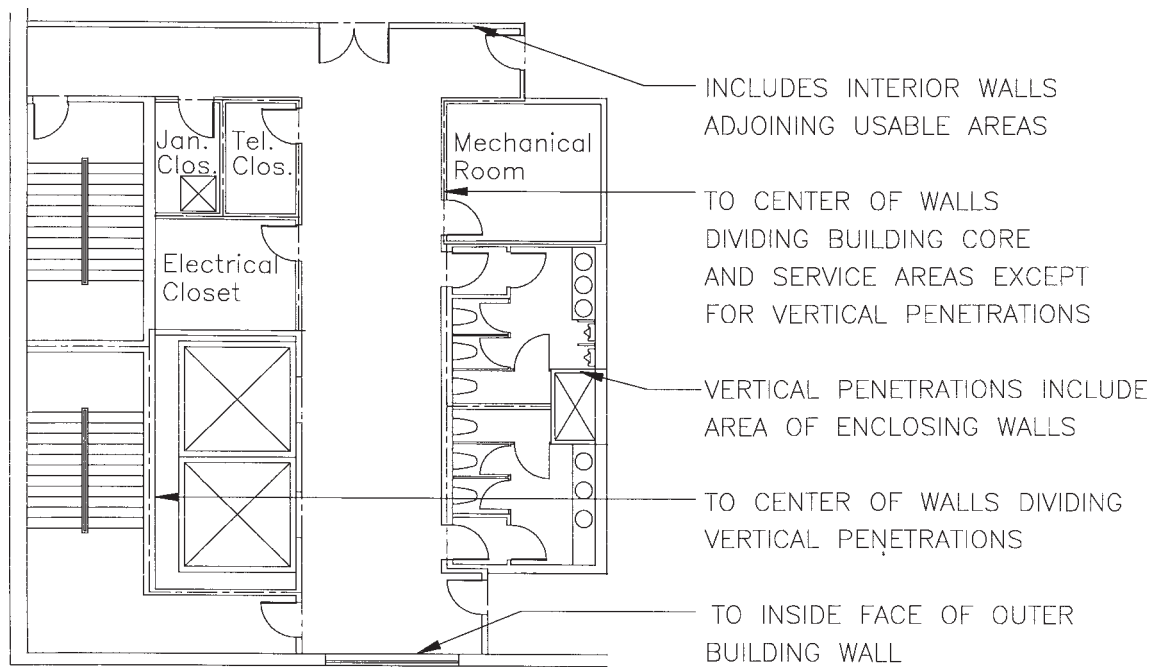 INCLUDES INTERIOR WALLS
ADJOINING USABLE AREAS
Jan.
Clos.
Tel.
Clos.
Mechanical
Room
TO CENTER OF WALLS
DIVIDING BUILDING CORE
AND SERVICE AREAS EXCEPT
FOR VERTICAL PENETRATIONS
Electrical
Closet
VERTICAL PENETRATIONS INCLUDE
AREA OF ENCLOSING WALLS
TO CENTER OF WALLS DIVIDING
VERTICAL PENETRATIONS
TO INSIDE FACE OF OUTER
BUILDING WALL